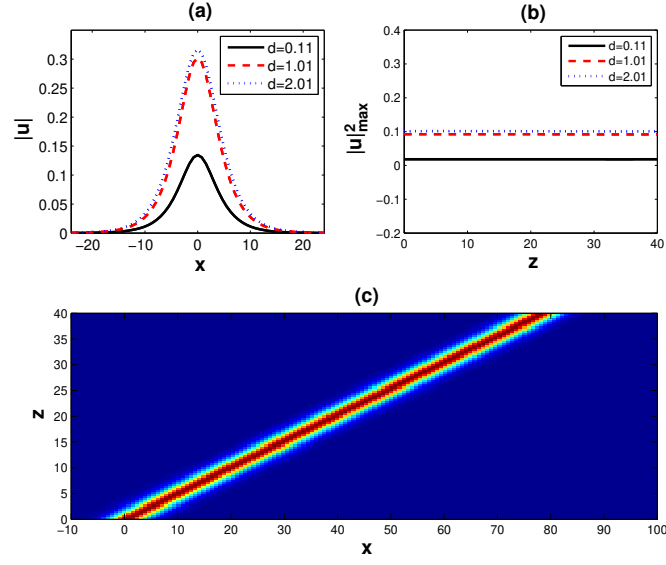 (a)
|u|
0.3
0.25
0.2
0.15
0.1
0.05
0
−20 −10 0 10 20
x
d=0.11
d=1.01
d=2.01
(b)
|u|²max
0.4
0.3
0.2
0.1
0
−0.1
−0.2
0 10 20 30 40
z
d=0.11
d=1.01
d=2.01
(c)
z
40
35
30
25
20
15
10
5
0
−10 0 10 20 30 40 50 60 70 80 90 100
x